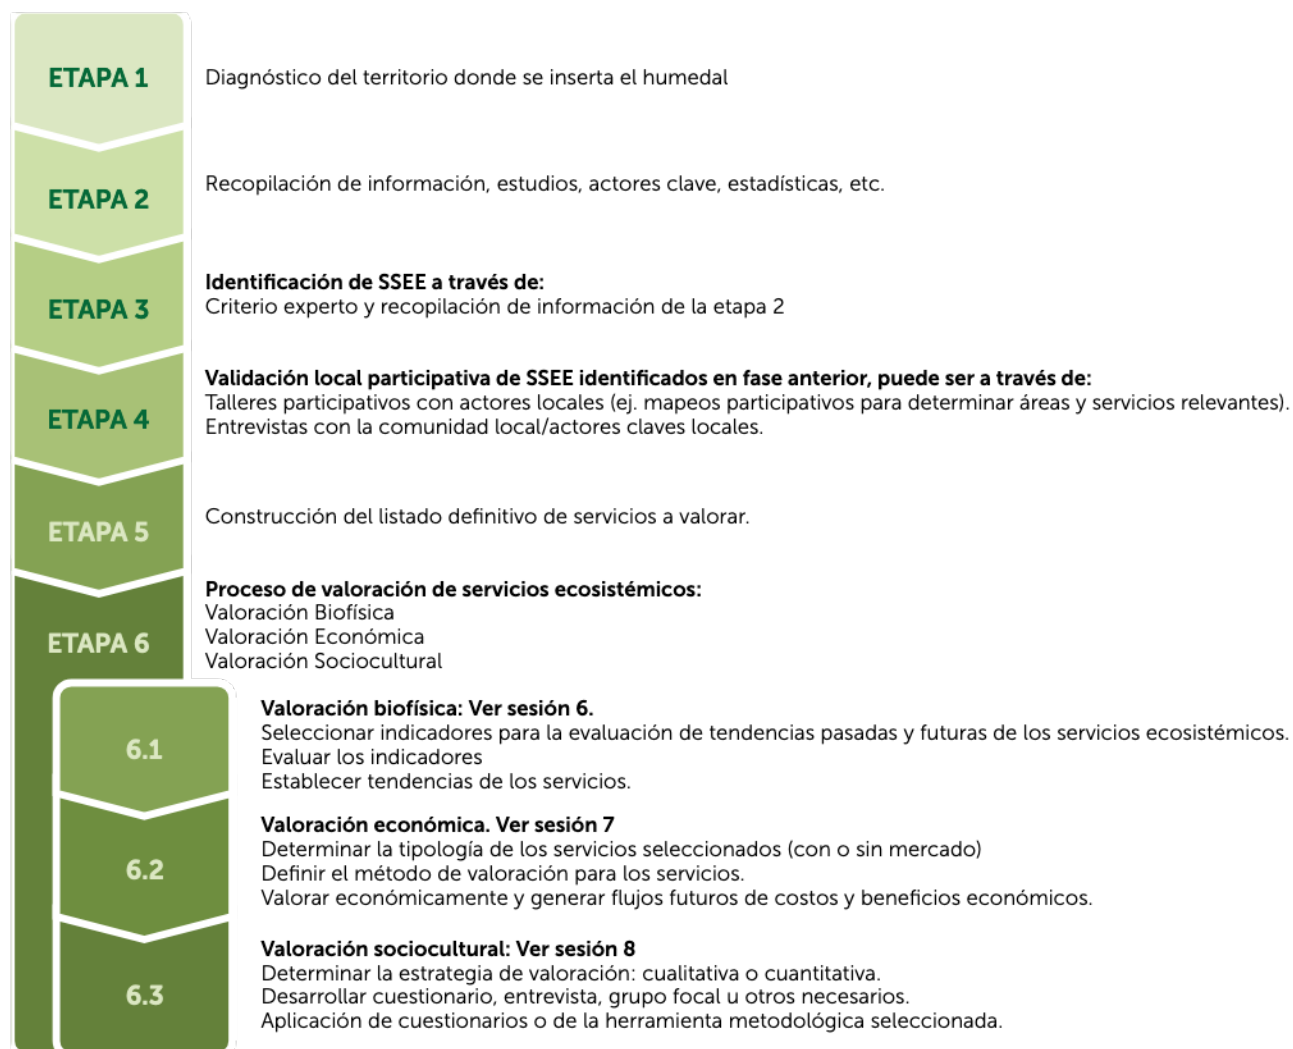 ETAPA 1
Diagnóstico del territorio donde se inserta el humedal
ETAPA 2
Recopilación de información, estudios, actores clave, estadísticas, etc.
ETAPA 3
Identificación de SSEE a través de:
Criterio experto y recopilación de información de la etapa 2
ETAPA 4
Validación local participativa de SSEE identificados en fase anterior, puede ser a través de:
Talleres participativos con actores locales (ej. mapeos participativos para determinar áreas y servicios relevantes).
Entrevistas con la comunidad local/actores claves locales.
ETAPA 5
Construcción del listado definitivo de servicios a valorar.
ETAPA 6
Proceso de valoración de servicios ecosistémicos:
Valoración Biofísica
Valoración Económica
Valoración Sociocultural
6.1
Valoración biofísica: Ver sesión 6.
Seleccionar indicadores para la evaluación de tendencias pasadas y futuras de los servicios ecosistémicos.
Evaluar los indicadores
Establecer tendencias de los servicios.
6.2
Valoración económica. Ver sesión 7
Determinar la tipología de los servicios seleccionados (con o sin mercado)
Definir el método de valoración para los servicios.
Valorar económicamente y generar flujos futuros de costos y beneficios económicos.
6.3
Valoración sociocultural: Ver sesión 8
Determinar la estrategia de valoración: cualitativa o cuantitativa.
Desarrollar cuestionario, entrevista, grupo focal u otros necesarios.
Aplicación de cuestionarios o de la herramienta metodológica seleccionada.